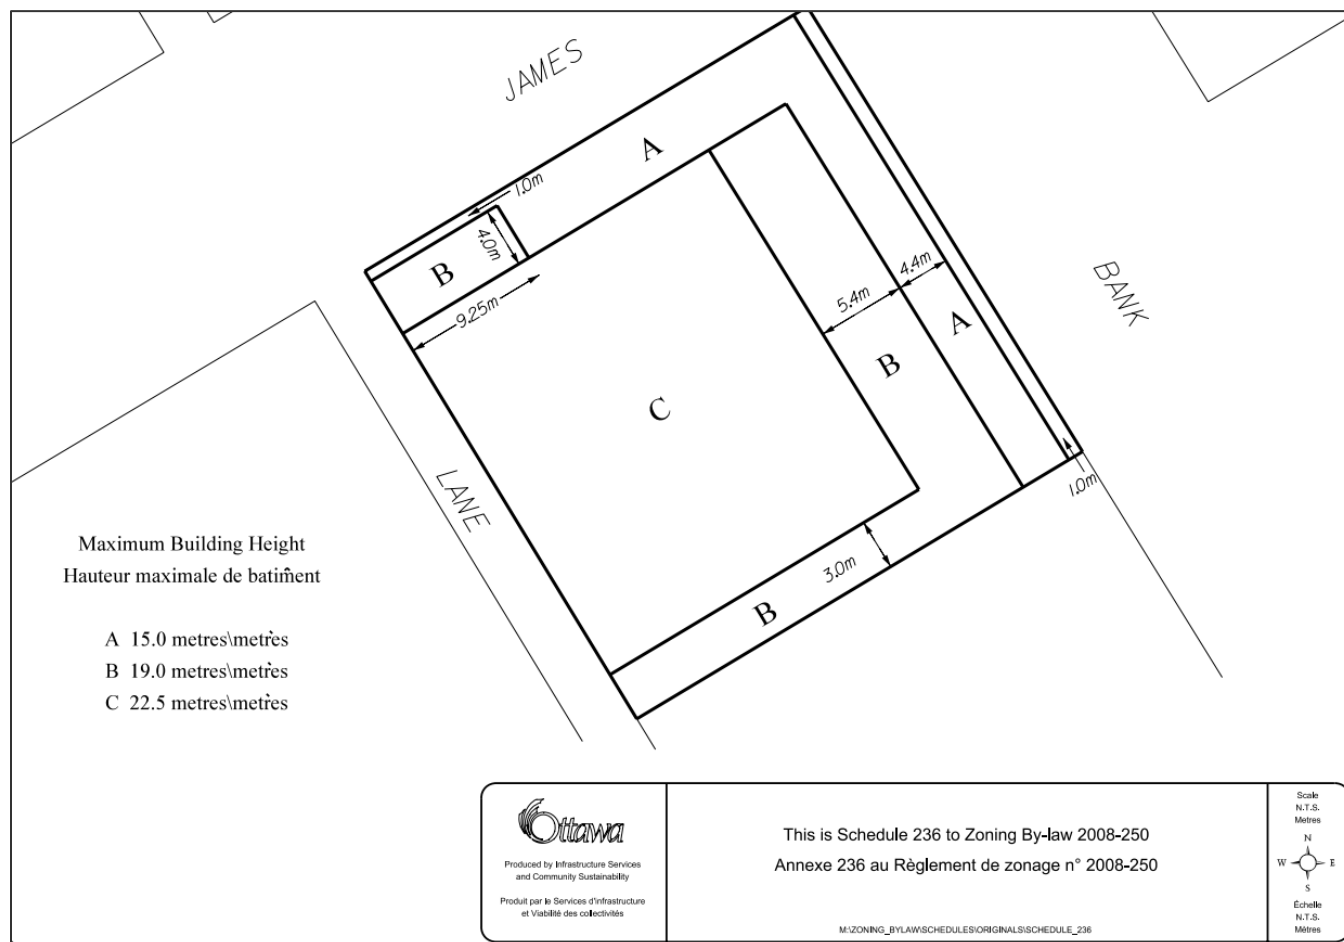 JAMES
A
1.0m
4.0m
B
9.25m
4.4m
5.4m
BANK
A
B
C
LANE
1.0m
3.0m
B
Maximum Building Height
Hauteur maximale de batiment̂
A 15.0 metres\metrès
B 19.0 metres\metrès
C 22.5 metres\metrès
Ottawa
Produced by Infrastructure Services
and Community Sustainability
Produit par le Services d'infrastructure
et Viabilité des collectivités
This is Schedule 236 to Zoning By-law 2008-250
Annexe 236 au Règlement de zonage n° 2008-250
M:\ZONING_BYLAW\SCHEDULES\ORIGINALS\SCHEDULE_236
Scale
N.T.S.
Metres
N
W E
S
Échelle
N.T.S.
Mètres